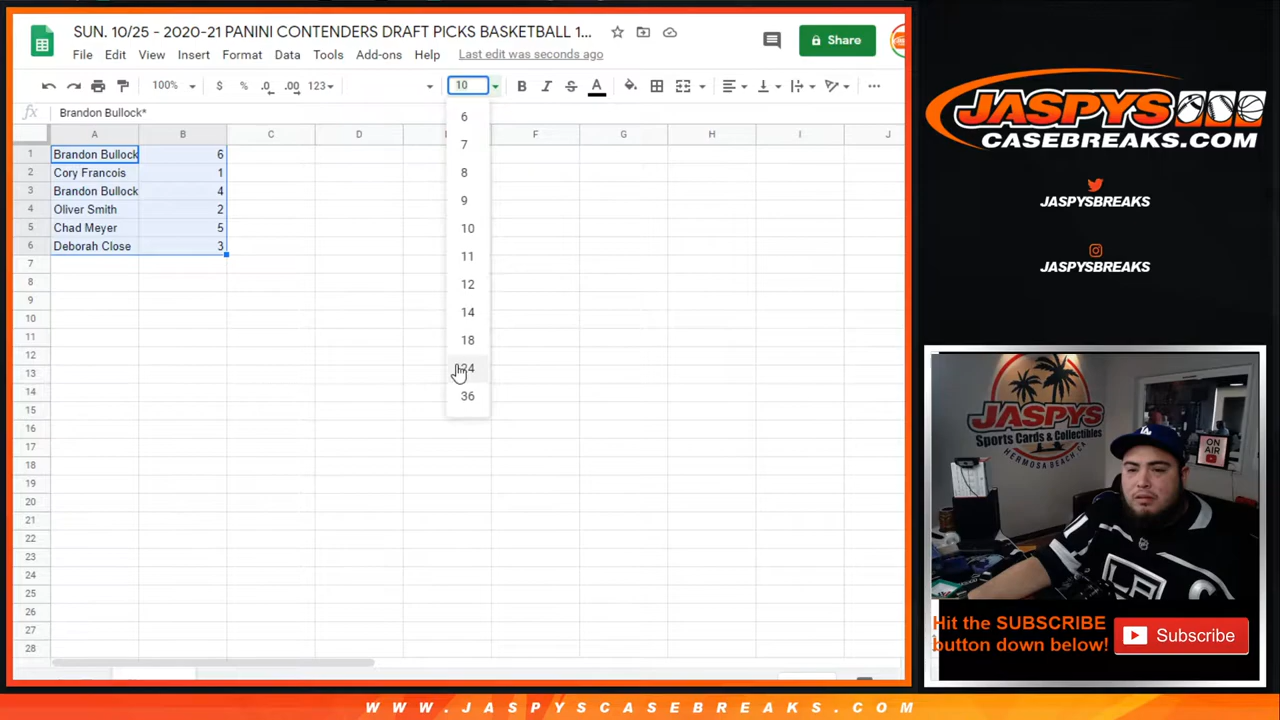 SUN. 10/25 - 2020-21 PANINI CONTENDERS DRAFT PICKS BASKETBALL 1...
Share
File Edit View Insert Format Data Tools Add-ons Help Last edit was seconds ago
100% $ % .0 .00 123 10 B I S A
fx Brandon Bullock*
A B C D E F G H I J
1 Brandon Bullock 6
2 Cory Francois 1
3 Brandon Bullock 4
4 Oliver Smith 2
5 Chad Meyer 5
6 Deborah Close 3
7
8
9
10
11
12
13
14
15
16
17
18
19
20
21
22
23
24
25
26
27
28
6
7
8
9
10
11
12
14
18
24
36
JASPYS
CASEBREAKS.COM
JASPYSBREAKS
JASPYSBREAKS
JASPYS
Sports Cards & Collectibles
HERMOSA BEACH CA
ON
AIR
LA
Hit the SUBSCRIBE
button down below!
Subscribe
WWW.JASPYSCASEBREAKS.COM